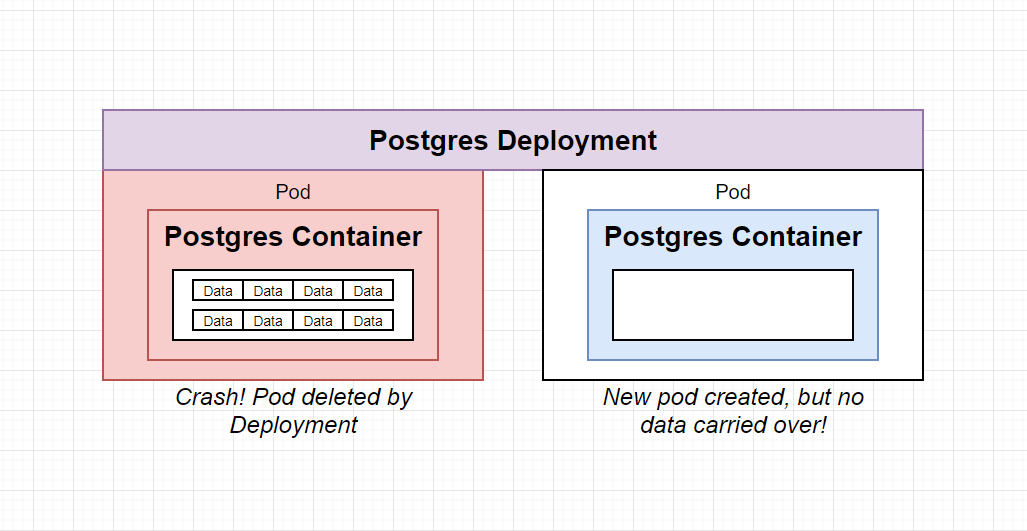 Postgres Deployment
Pod
Postgres Container
Data Data Data Data
Data Data Data Data
Crash! Pod deleted by
Deployment
Pod
Postgres Container
New pod created, but no
data carried over!